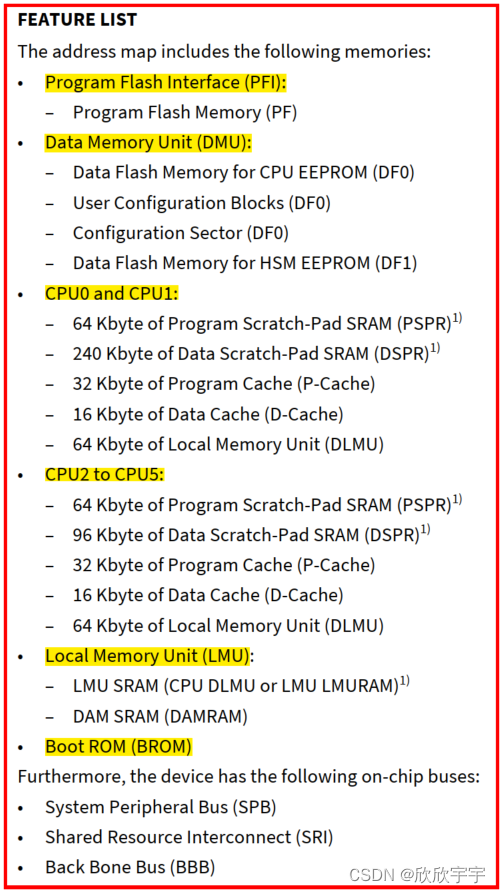 FEATURE LIST
The address map includes the following memories:
• Program Flash Interface (PFI):
– Program Flash Memory (PF)
• Data Memory Unit (DMU):
– Data Flash Memory for CPU EEPROM (DF0)
– User Configuration Blocks (DF0)
– Configuration Sector (DF0)
– Data Flash Memory for HSM EEPROM (DF1)
• CPU0 and CPU1:
– 64 Kbyte of Program Scratch-Pad SRAM (PSPR)1)
– 240 Kbyte of Data Scratch-Pad SRAM (DSPR)1)
– 32 Kbyte of Program Cache (P-Cache)
– 16 Kbyte of Data Cache (D-Cache)
– 64 Kbyte of Local Memory Unit (DLMU)
• CPU2 to CPU5:
– 64 Kbyte of Program Scratch-Pad SRAM (PSPR)1)
– 96 Kbyte of Data Scratch-Pad SRAM (DSPR)1)
– 32 Kbyte of Program Cache (P-Cache)
– 16 Kbyte of Data Cache (D-Cache)
– 64 Kbyte of Local Memory Unit (DLMU)
• Local Memory Unit (LMU):
– LMU SRAM (CPU DLMU or LMU LMURAM)1)
– DAM SRAM (DAMRAM)
• Boot ROM (BROM)
Furthermore, the device has the following on-chip buses:
• System Peripheral Bus (SPB)
• Shared Resource Interconnect (SRI)
• Back Bone Bus (BBB)
CSDN @欣欣宇宇